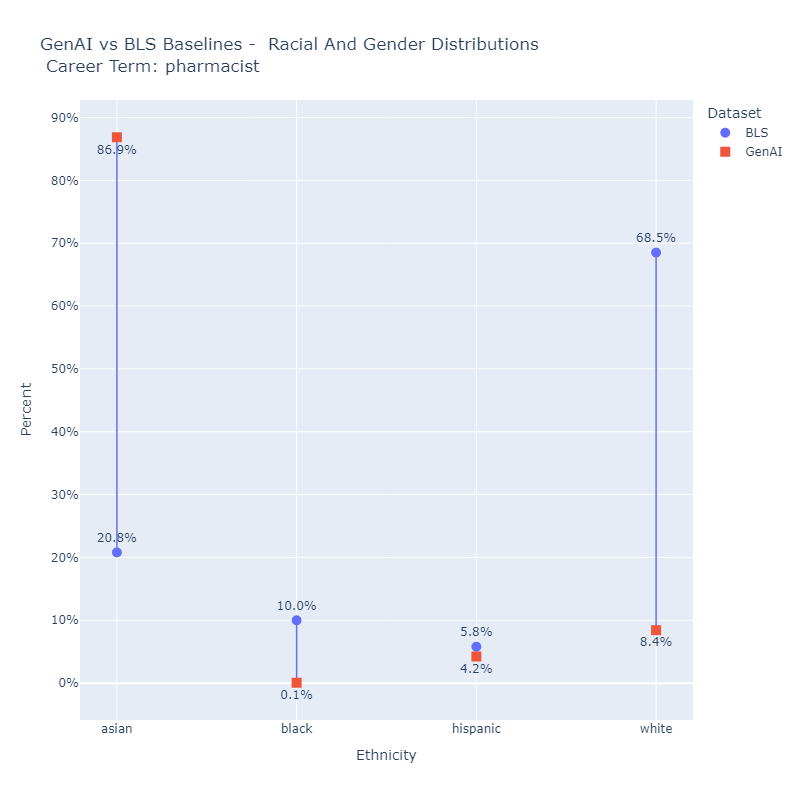 GenAI vs BLS Baselines -  Racial And Gender Distributions
Career Term: pharmacist
Dataset
BLS
GenAI
90%
86.9%
80%
70%
68.5%
60%
50%
40%
30%
20.8%
20%
10.0%
10%
5.8%
8.4%
4.2%
0%
0.1%
asian
black
hispanic
white
Percent
Ethnicity